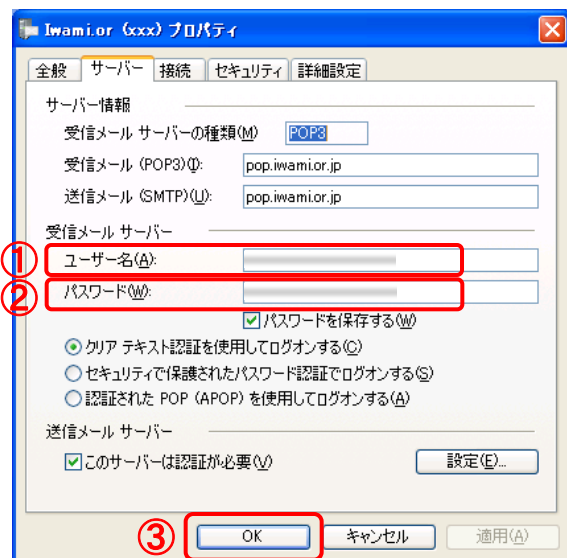 Iwami.or (xxx) プロパティ
全般 サーバー 接続 セキュリティ 詳細設定
サーバー情報
受信メール サーバーの種類(M) POP3
受信メール (POP3)(I): pop.iwami.or.jp
送信メール (SMTP)(U): pop.iwami.or.jp
受信メール サーバー
① ユーザー名(A):
② パスワード(W):
パスワードを保存する(W)
クリア テキスト認証を使用してログオンする(C)
セキュリティで保護されたパスワード認証でログオンする(S)
認証された POP (APOP) を使用してログオンする(A)
送信メール サーバー
このサーバーは認証が必要(V) 設定(E)...
③ OK キャンセル 適用(A)